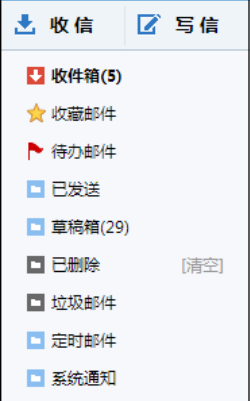 收 信 写 信
收件箱(5)
收藏邮件
待办邮件
已发送
草稿箱(29)
已删除 [清空]
垃圾邮件
定时邮件
系统通知